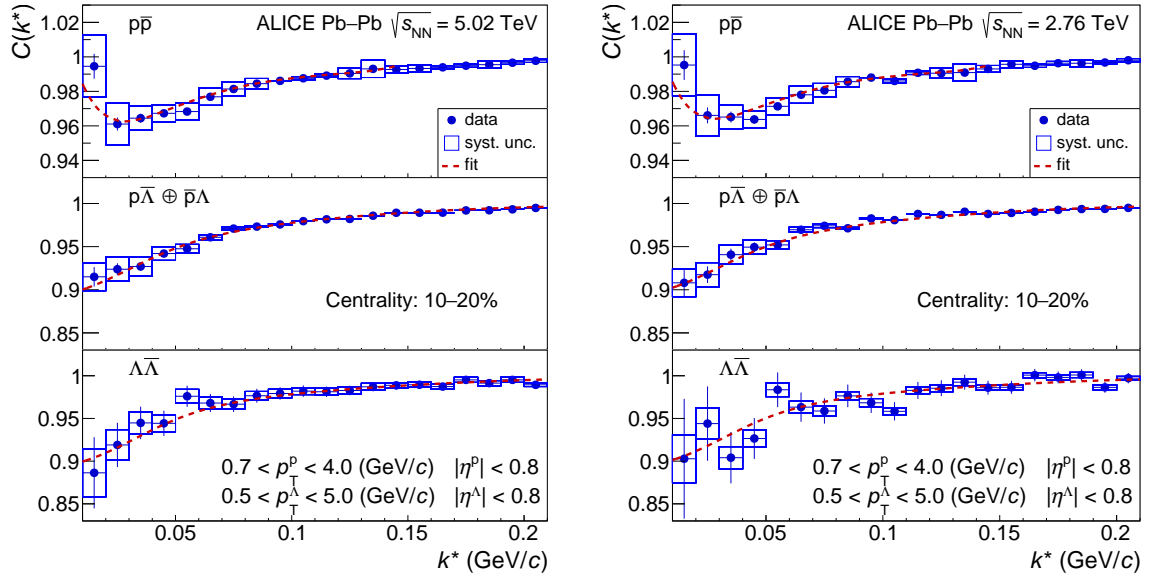 C(k*)
1.02
1
0.98
0.96
0.94
pp̅
ALICE Pb–Pb √sNN = 5.02 TeV
data
syst. unc.
fit
1
0.95
0.9
0.85
pΛ̅ ⊕ p̅Λ
Centrality: 10–20%
1
0.95
0.9
0.85
ΛΛ̅
0.7 < pTp < 4.0 (GeV/c) |ηp| < 0.8
0.5 < pTΛ < 5.0 (GeV/c) |ηΛ| < 0.8
0.05 0.1 0.15 0.2
k* (GeV/c)
C(k*)
1.02
1
0.98
0.96
0.94
pp̅
ALICE Pb–Pb √sNN = 2.76 TeV
data
syst. unc.
fit
1
0.95
0.9
0.85
pΛ̅ ⊕ p̅Λ
Centrality: 10–20%
1
0.95
0.9
0.85
ΛΛ̅
0.7 < pTp < 4.0 (GeV/c) |ηp| < 0.8
0.5 < pTΛ < 5.0 (GeV/c) |ηΛ| < 0.8
0.05 0.1 0.15 0.2
k* (GeV/c)